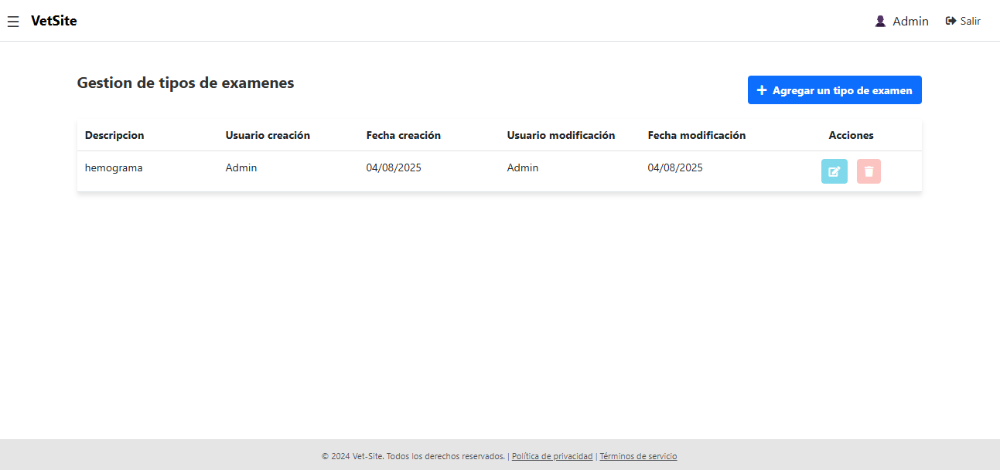 VetSite
Admin
Salir
Gestion de tipos de examenes
Agregar un tipo de examen
Descripcion Usuario creación Fecha creación Usuario modificación Fecha modificación Acciones
hemograma Admin 04/08/2025 Admin 04/08/2025
© 2024 Vet-Site. Todos los derechos reservados. | Política de privacidad | Términos de servicio